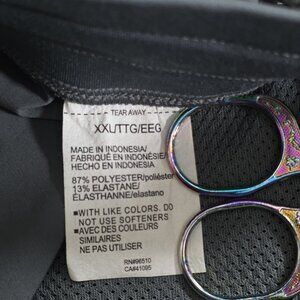 TEAR AWAY
XXL/TTG/EEG
MADE IN INDONESIA/
FABRIQUÉ EN INDONÉSIE/
HECHO EN INDONESIA
87% POLYESTER/poliéster
13% ELASTANE/
ÉLASTHANNE/elastano
■WITH LIKE COLORS. DO
NOT USE SOFTENERS
■AVEC DES COULEURS
SIMILAIRES
NE PAS UTILISER
RN#96510
CA#41095